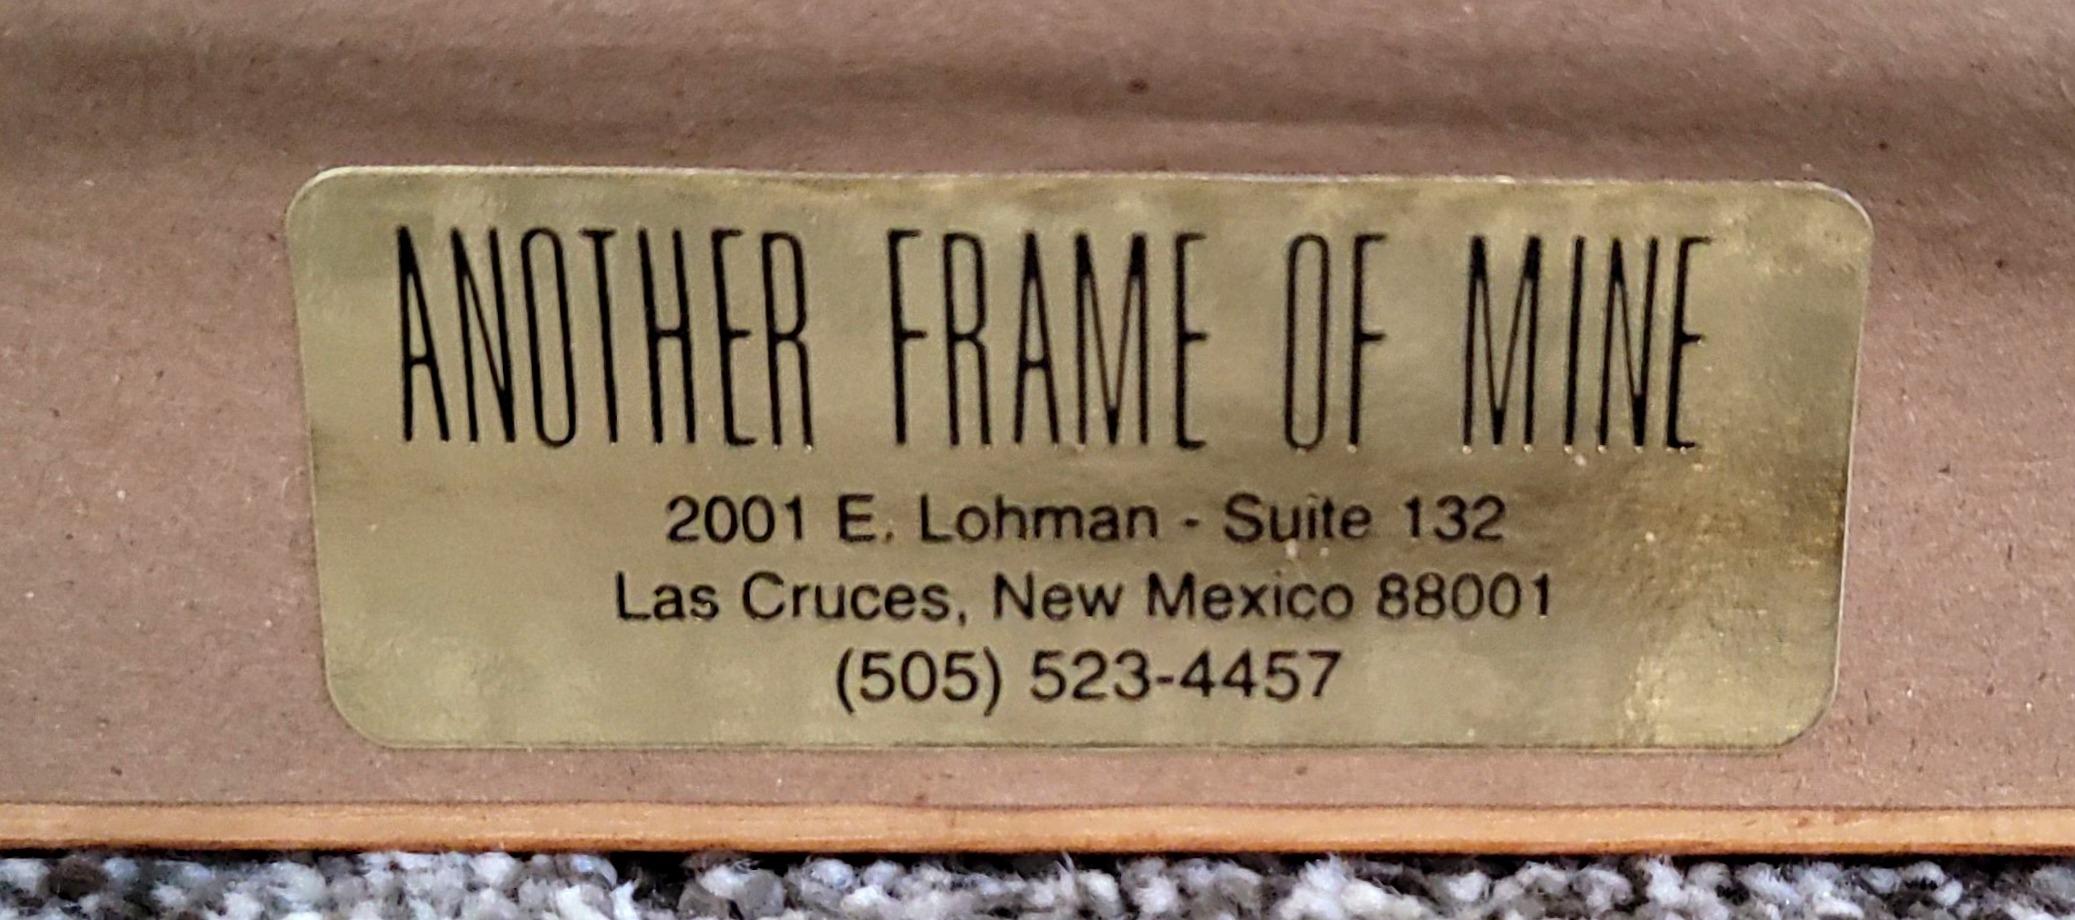 ANOTHER FRAME OF MINE
2001 E. Lohman - Suite 132
Las Cruces, New Mexico 88001
(505) 523-4457